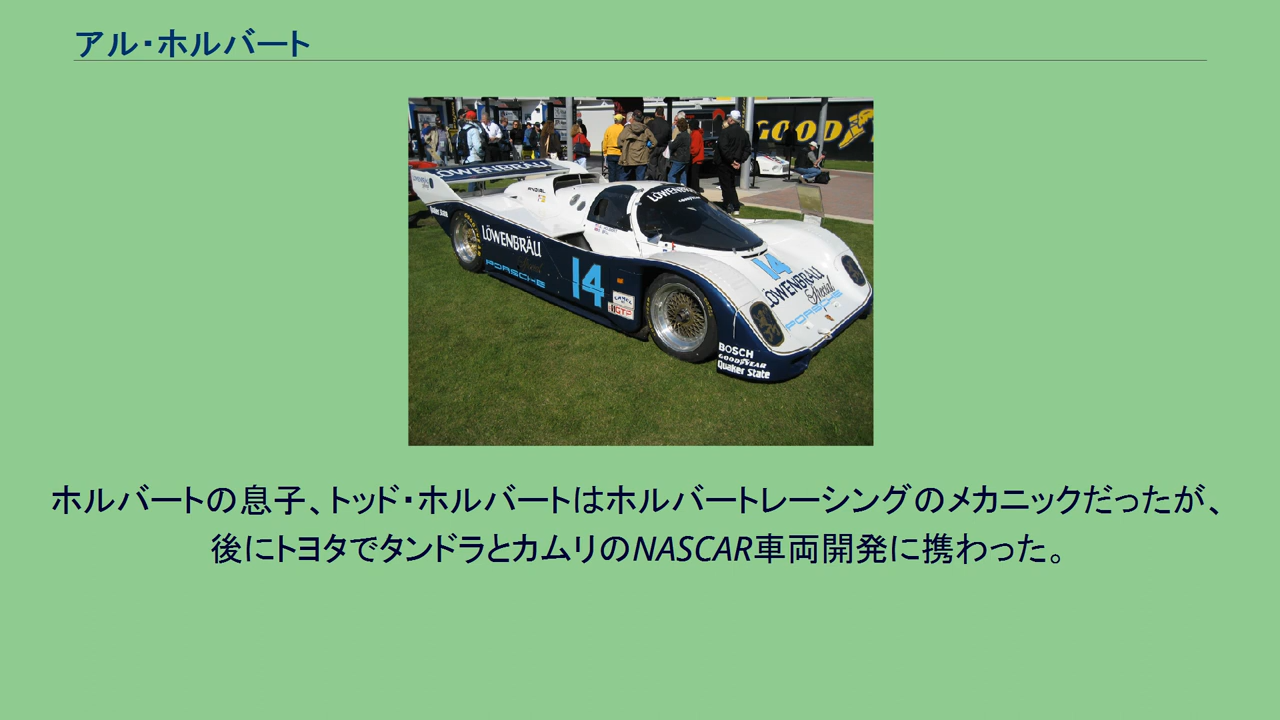 アル・ホルバート
GOOD
LÖWENBRÄU
LÖWENBRÄU
LÖWENBRÄU
PORSCHE
14
CAMEL
GTP
14
LÖWENBRÄU
Special
PORSCHE
BOSCH
GOODYEAR
Quaker State
ホルバートの息子、トッド・ホルバートはホルバートレーシングのメカニックだったが、
後にトヨタでタンドラとカムリのNASCAR車両開発に携わった。